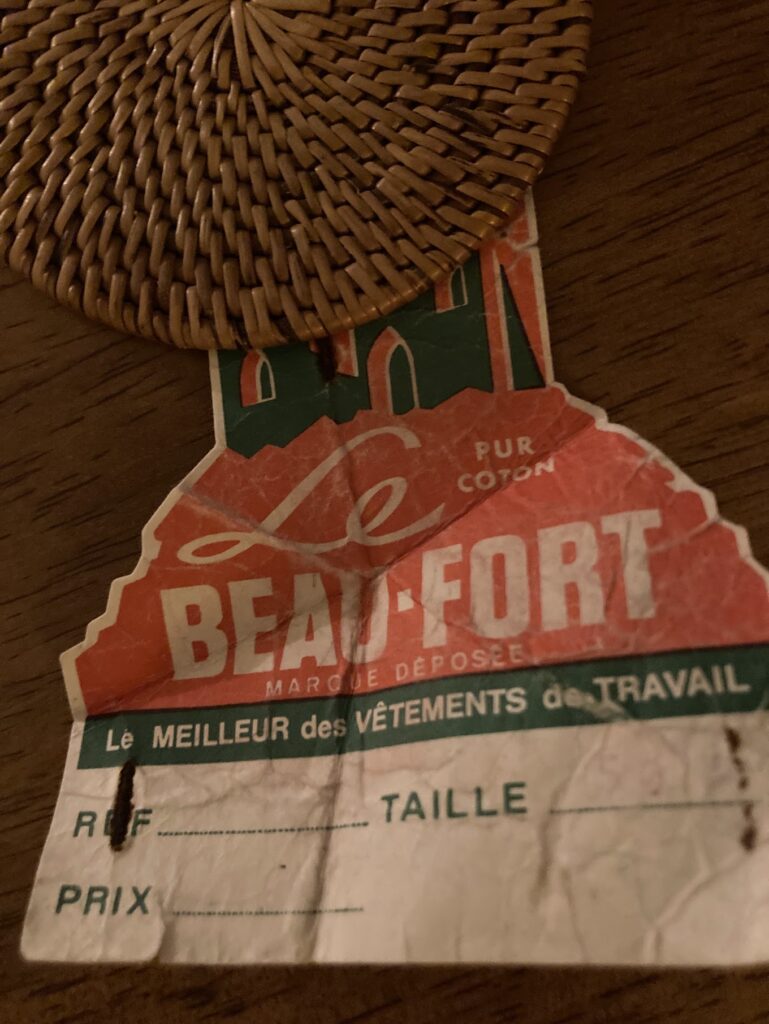 Le
PUR
COTON
BEAU-FORT
MARQUE DÉPOSÉE
Le MEILLEUR des VÊTEMENTS de TRAVAIL
REF TAILLE
PRIX